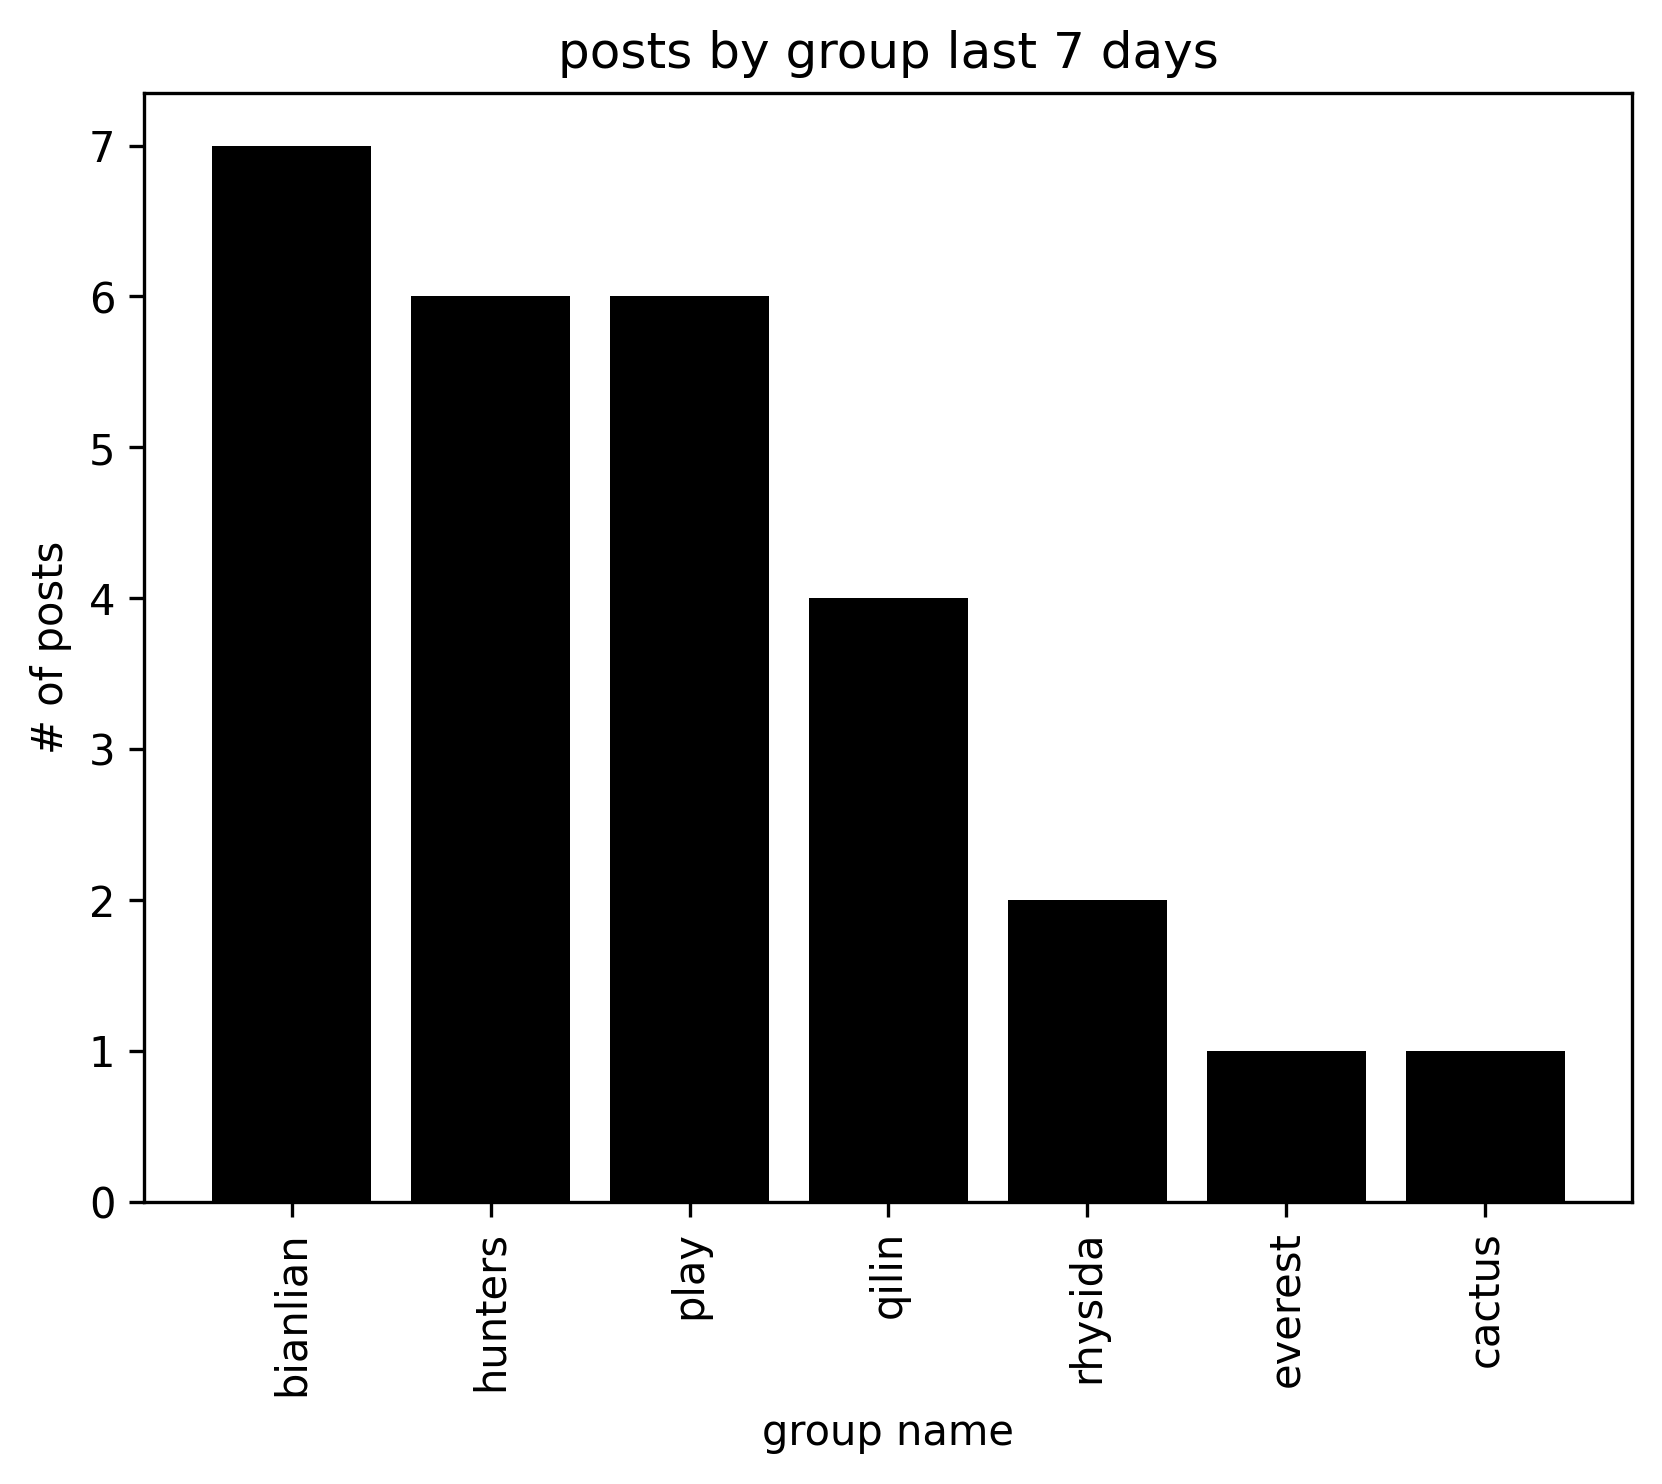 posts by group last 7 days
7
6
5
4
3
2
1
0
# of posts
bianlian
hunters
play
qilin
rhysida
everest
cactus
group name